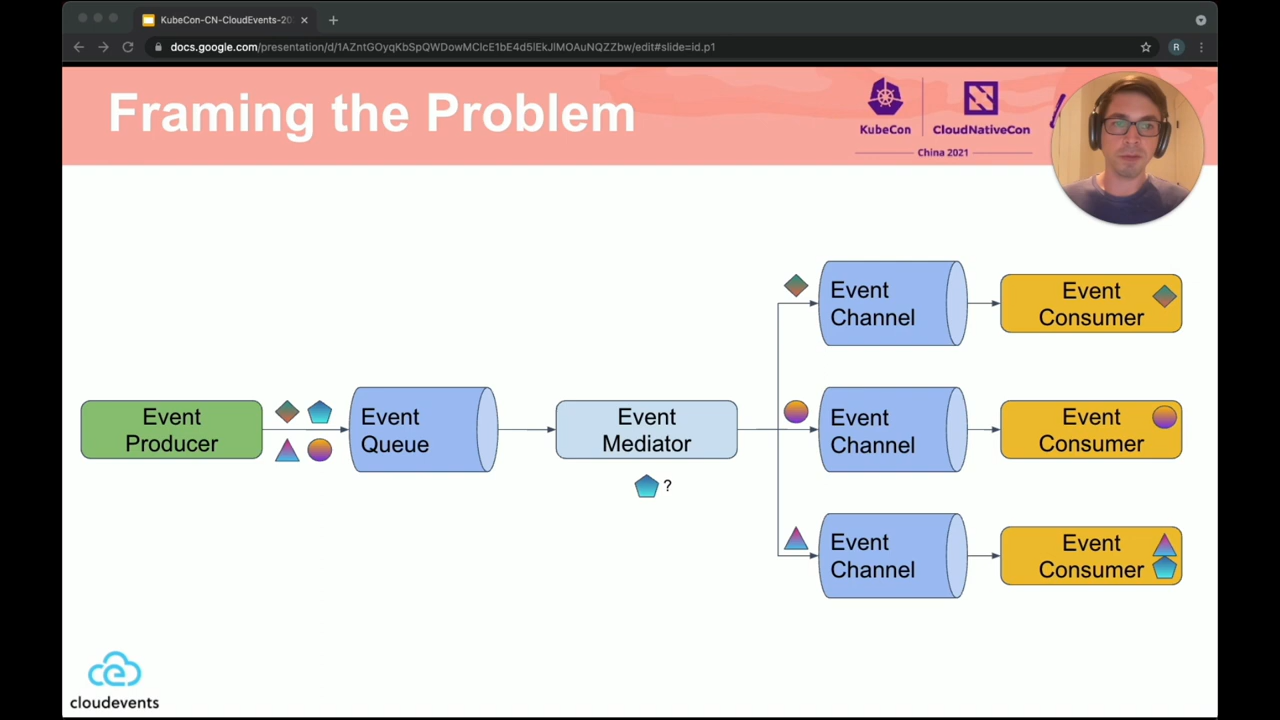 KubeCon-CN-CloudEvents-20
docs.google.com/presentation/d/1AZntGOyqKbSpQWDowMClcE1bE4d5lEkJlMOAuNQZZbw/edit#slide=id.p1
R
Framing the Problem
KubeCon
CloudNativeCon
China 2021
Event
Channel
Event
Consumer
Event
Producer
Event
Queue
Event
Mediator
?
Event
Channel
Event
Consumer
Event
Channel
Event
Consumer
cloudevents